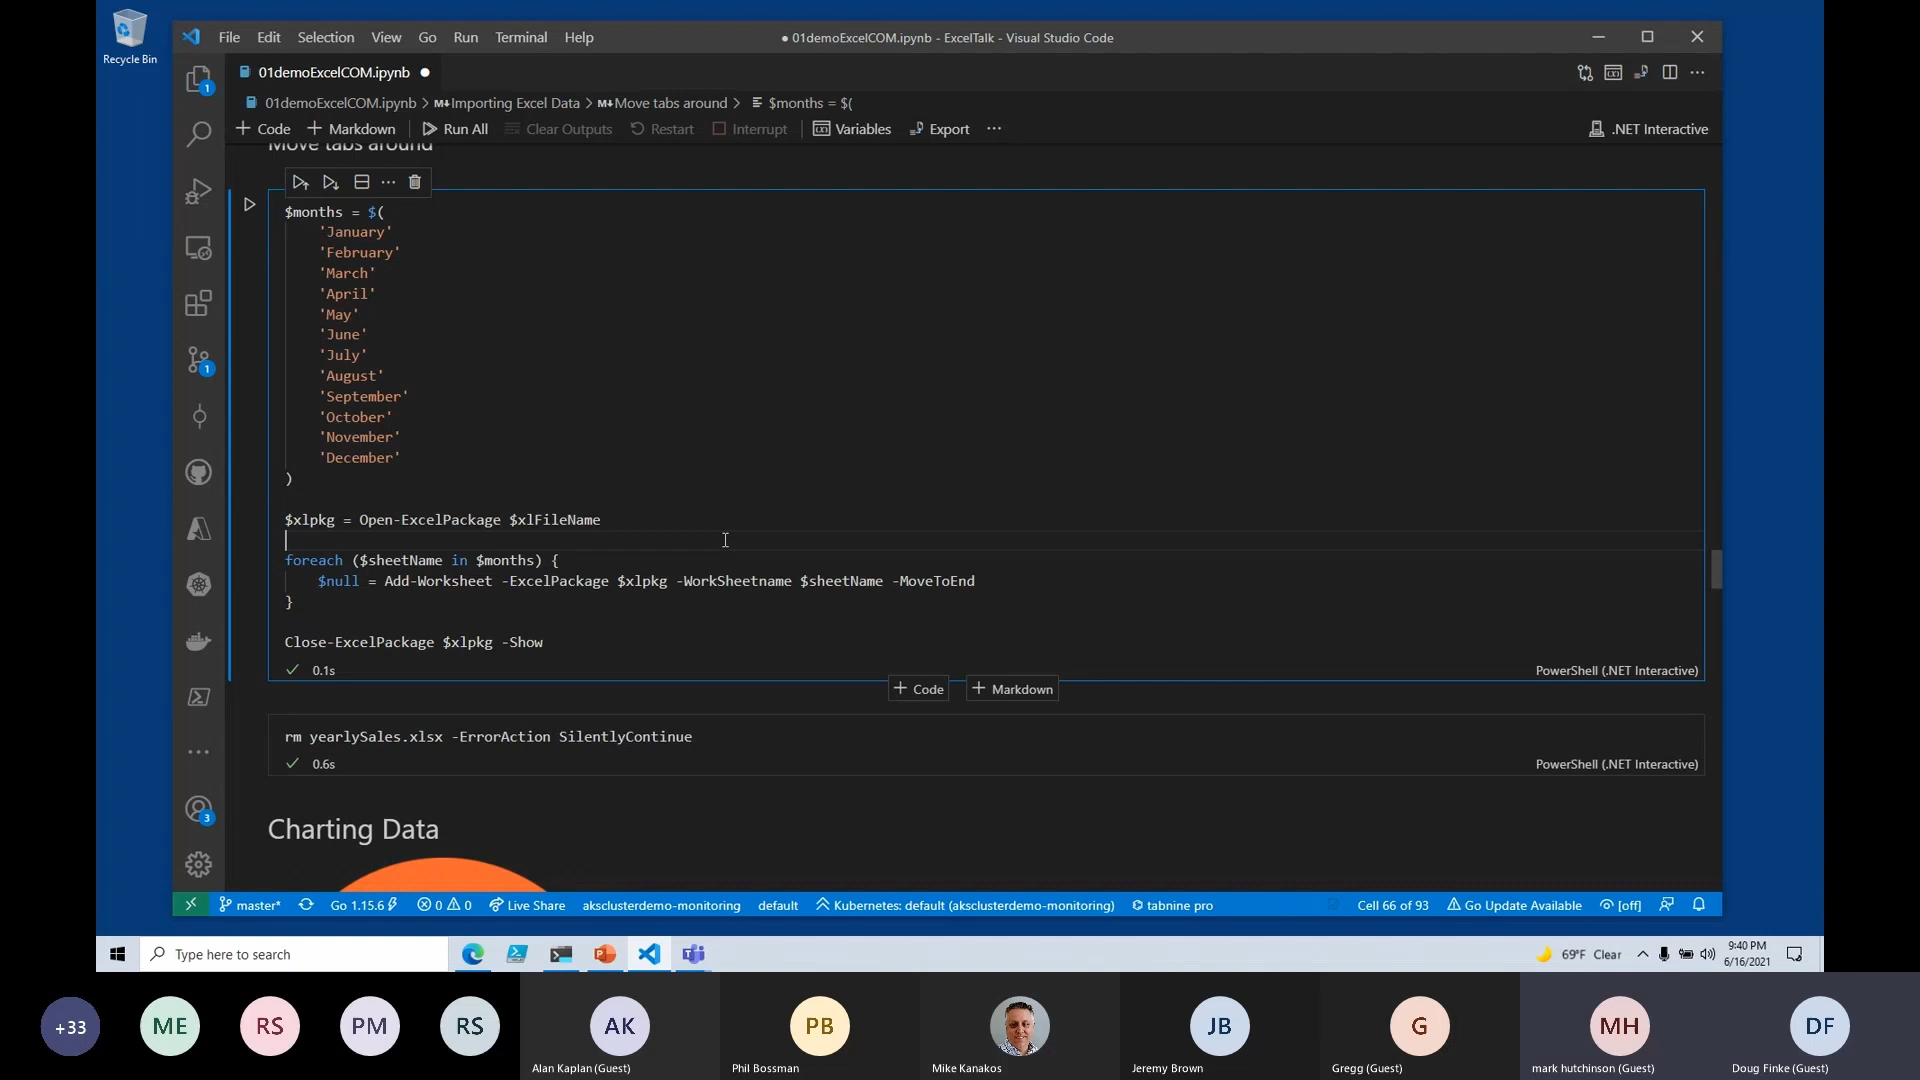 Recycle Bin
File Edit Selection View Go Run Terminal Help
● 01demoExcelCOM.ipynb - ExcelTalk - Visual Studio Code
01demoExcelCOM.ipynb ●
01demoExcelCOM.ipynb > M↓Importing Excel Data > M↓Move tabs around > $months = $(
+ Code + Markdown Run All Clear Outputs Restart Interrupt Variables Export ··· .NET Interactive
Move tabs around
$months = $(
'January'
'February'
'March'
'April'
'May'
'June'
'July'
'August'
'September'
'October'
'November'
'December'
)
$xlpkg = Open-ExcelPackage $xlFileName
foreach ($sheetName in $months) {
$null = Add-Worksheet -ExcelPackage $xlpkg -WorkSheetname $sheetName -MoveToEnd
}
Close-ExcelPackage $xlpkg -Show
✓ 0.1s PowerShell (.NET Interactive)
+ Code + Markdown
rm yearlySales.xlsx -ErrorAction SilentlyContinue
✓ 0.6s PowerShell (.NET Interactive)
Charting Data
1
1
3
master* Go 1.15.6 0 0 Live Share aksclusterdemo-monitoring default Kubernetes: default (aksclusterdemo-monitoring) tabnine pro Cell 66 of 93 Go Update Available [off]
Type here to search
69°F Clear
9:40 PM
6/16/2021
+33 ME RS PM RS AK PB JB G MH DF
Alan Kaplan (Guest) Phil Bossman Mike Kanakos Jeremy Brown Gregg (Guest) mark hutchinson (Guest) Doug Finke (Guest)